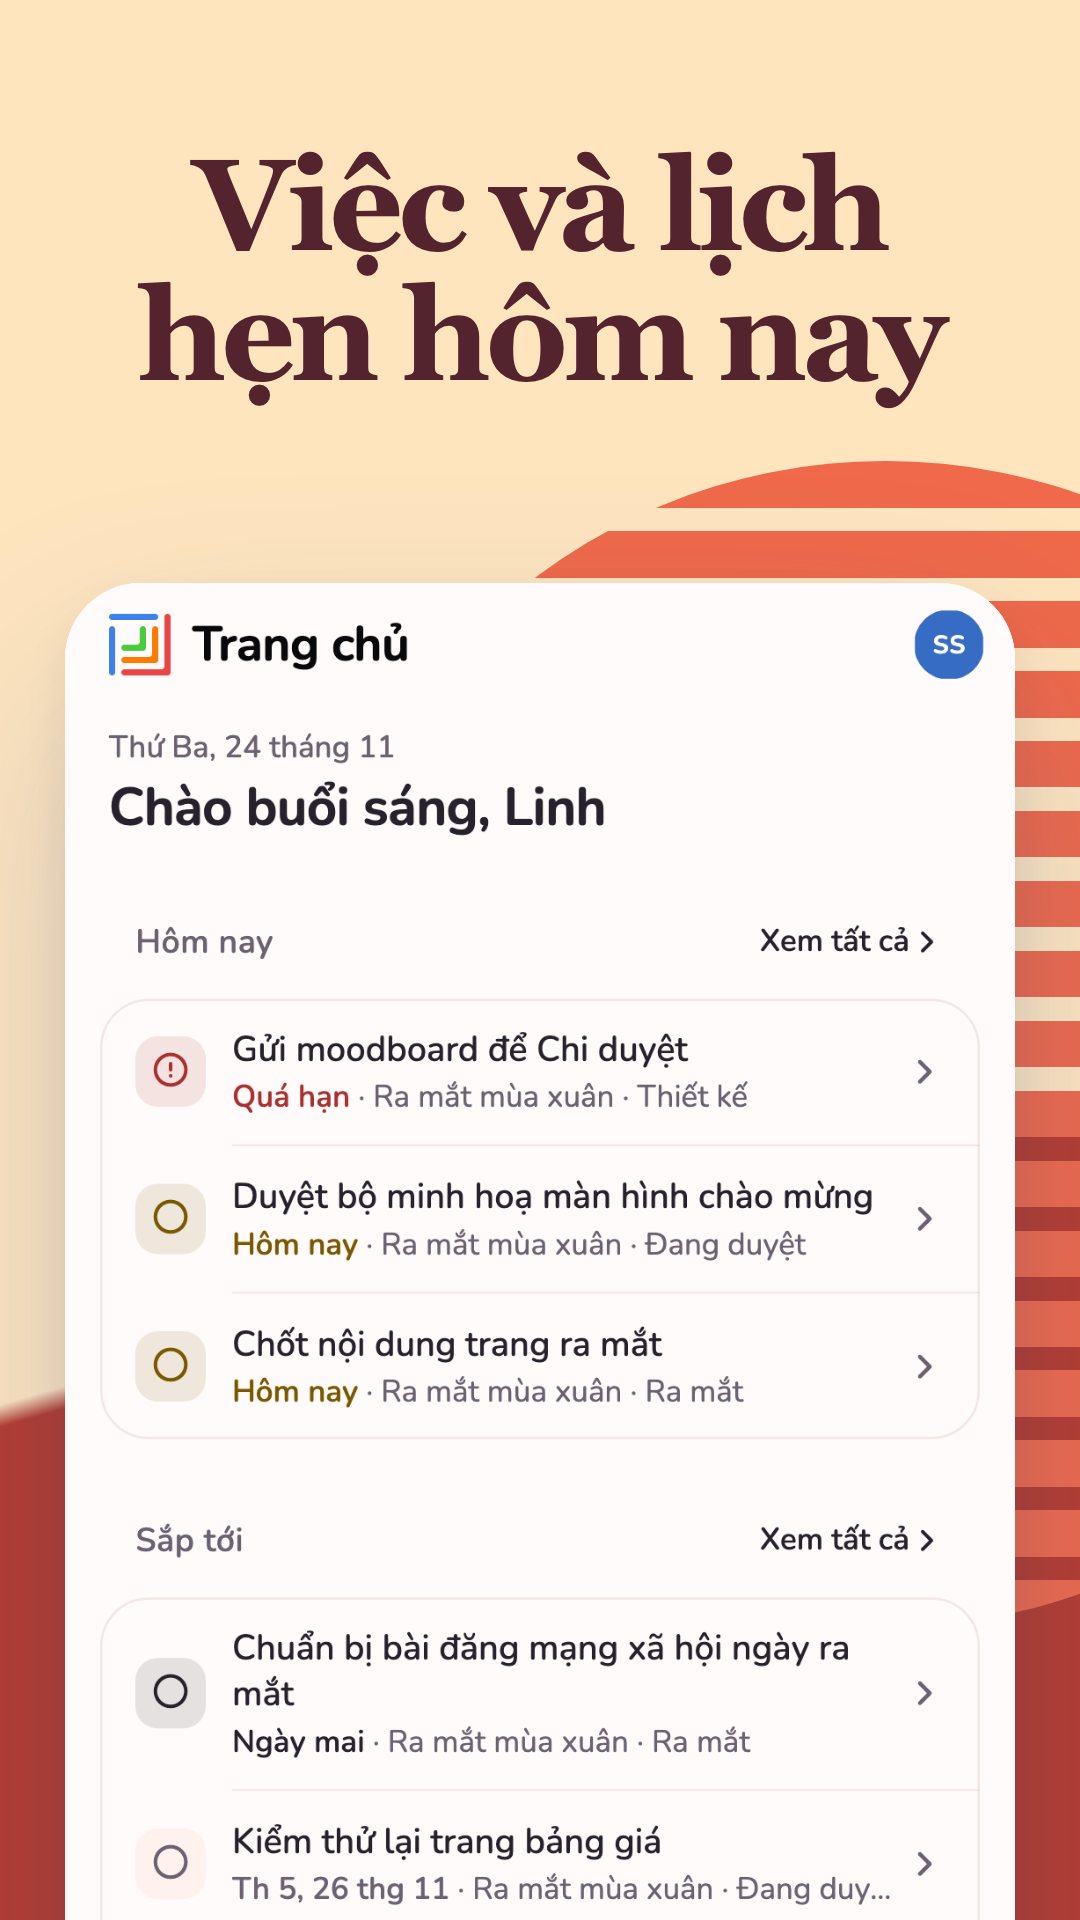 Việc và lịch
hẹn hôm nay
Trang chủ
SS
Thứ Ba, 24 tháng 11
Chào buổi sáng, Linh
Hôm nay
Xem tất cả
Gửi moodboard để Chi duyệt
Quá hạn · Ra mắt mùa xuân · Thiết kế
Duyệt bộ minh hoạ màn hình chào mừng
Hôm nay · Ra mắt mùa xuân · Đang duyệt
Chốt nội dung trang ra mắt
Hôm nay · Ra mắt mùa xuân · Ra mắt
Sắp tới
Xem tất cả
Chuẩn bị bài đăng mạng xã hội ngày ra
mắt
Ngày mai · Ra mắt mùa xuân · Ra mắt
Kiểm thử lại trang bảng giá
Th 5, 26 thg 11 · Ra mắt mùa xuân · Đang duy...